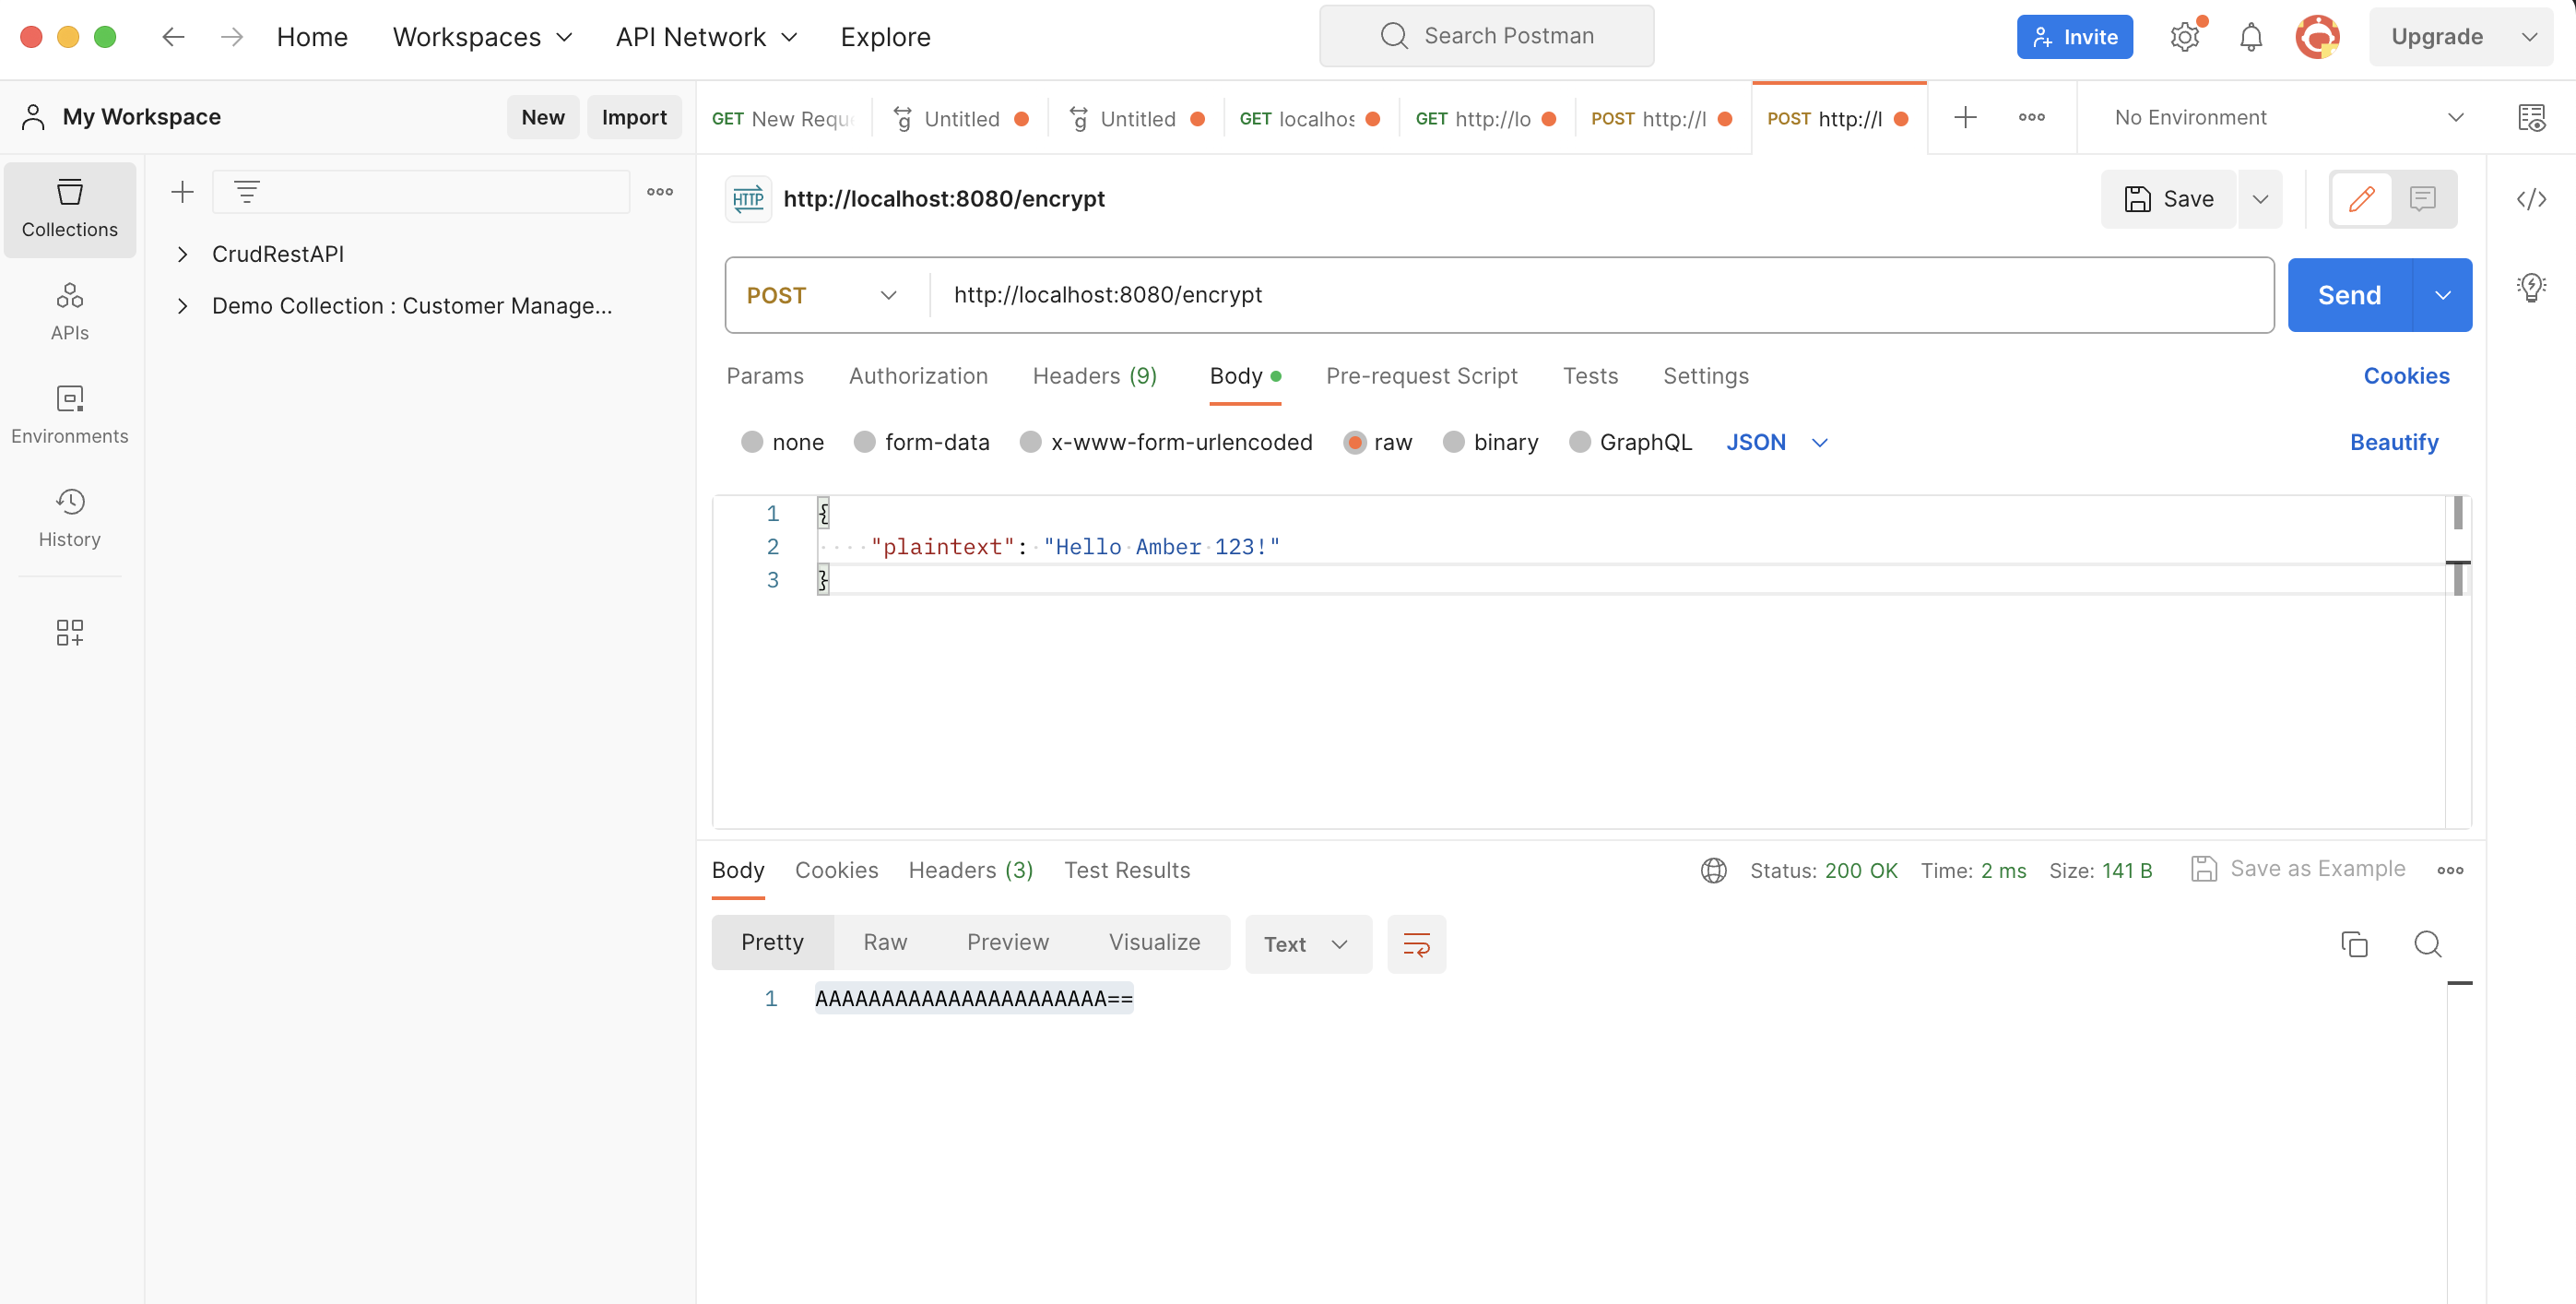 Home Workspaces API Network Explore Search Postman Invite Upgrade
My Workspace New Import
GET New Requ Untitled Untitled GET localhos GET http://lo POST http://l POST http://l No Environment
Collections
APIs
Environments
History
CrudRestAPI
Demo Collection : Customer Manage...
HTTP http://localhost:8080/encrypt Save
POST http://localhost:8080/encrypt Send
Params Authorization Headers (9) Body Pre-request Script Tests Settings Cookies
none form-data x-www-form-urlencoded raw binary GraphQL JSON Beautify
1 {
2 "plaintext": "Hello Amber 123!"
3 }
Body Cookies Headers (3) Test Results Status: 200 OK Time: 2 ms Size: 141 B Save as Example
Pretty Raw Preview Visualize Text
1 AAAAAAAAAAAAAAAAAAAAAA==